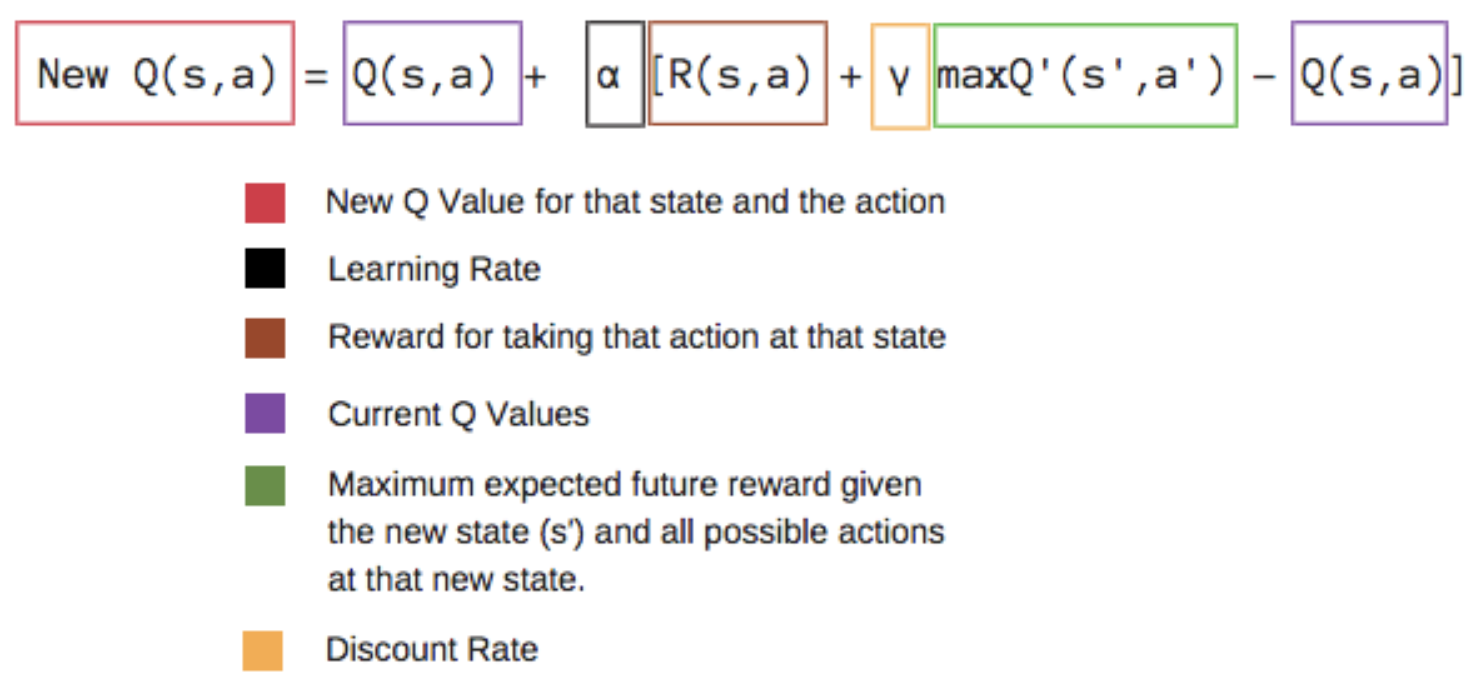 New Q(s,a) = Q(s,a) + α [R(s,a) + γ maxQ'(s',a') − Q(s,a)]
New Q Value for that state and the action
Learning Rate
Reward for taking that action at that state
Current Q Values
Maximum expected future reward given
the new state (s') and all possible actions
at that new state.
Discount Rate